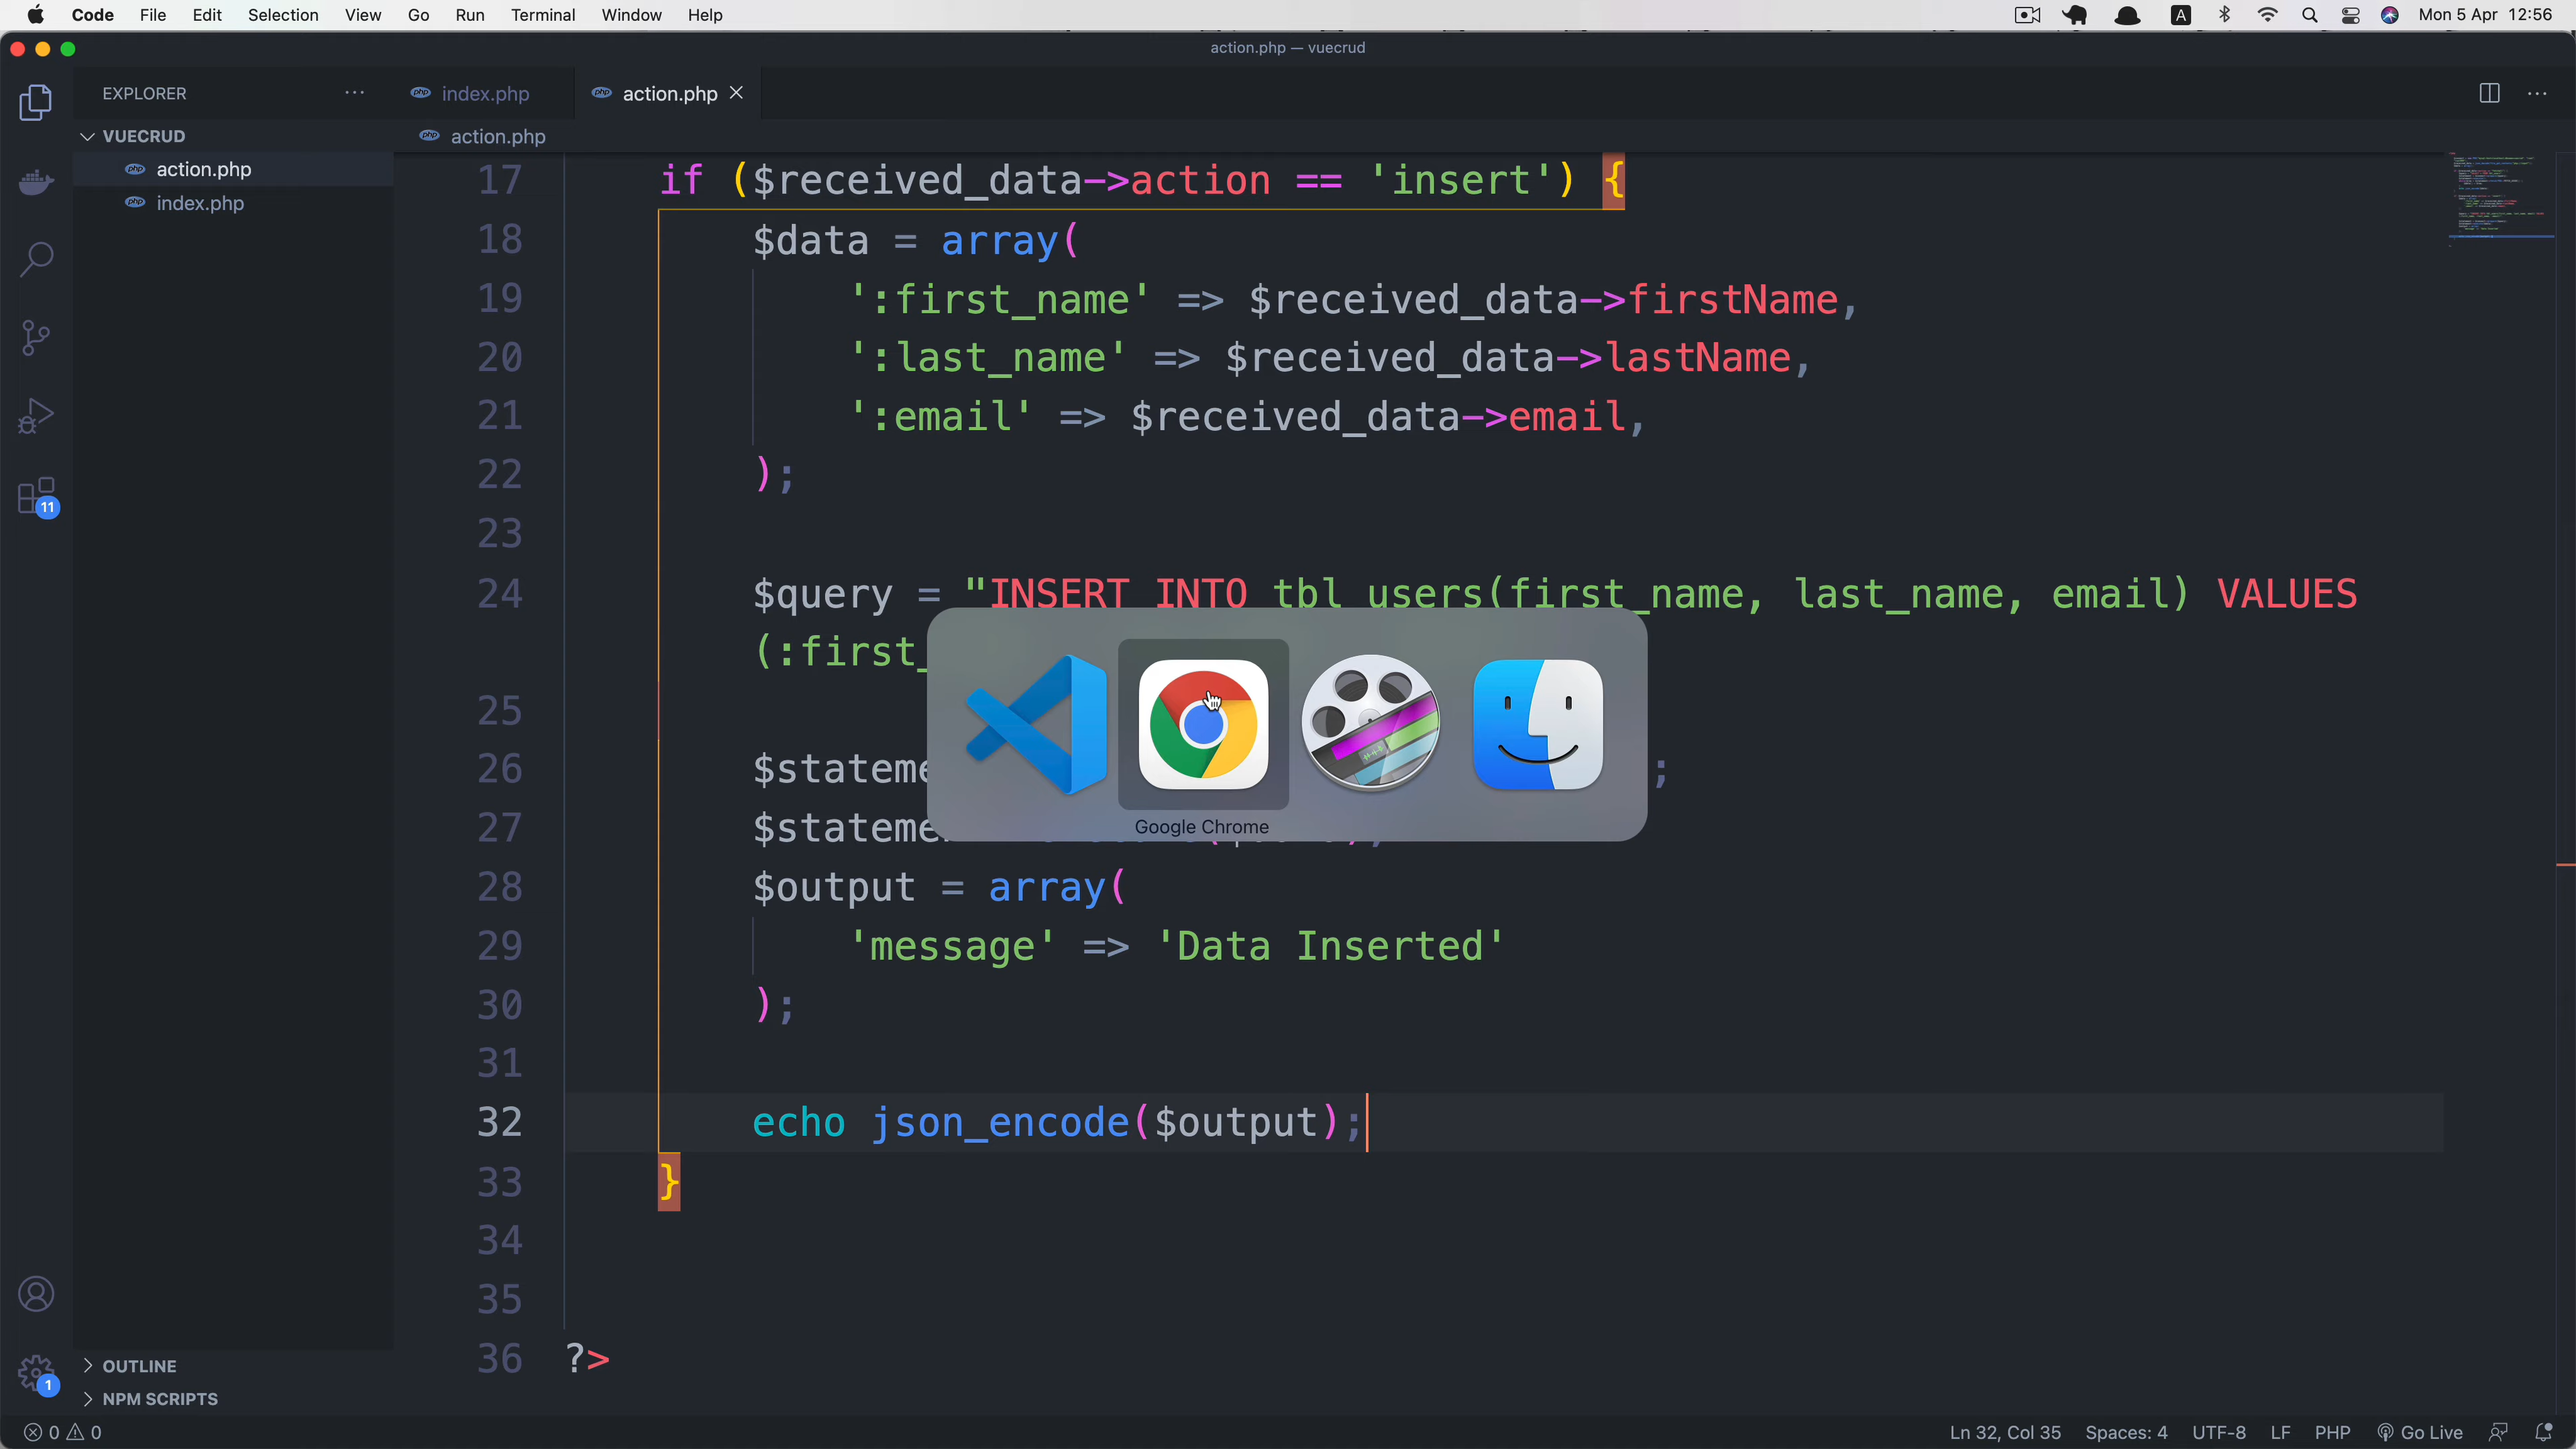 Code File Edit Selection View Go Run Terminal Window Help A Mon 5 Apr 12:56
action.php — vuecrud
EXPLORER
php index.php
php action.php
VUECRUD
php action.php
php action.php
php index.php
17 if ($received_data->action == 'insert') {
18 $data = array(
19 ':first_name' => $received_data->firstName,
20 ':last_name' => $received_data->lastName,
21 ':email' => $received_data->email,
22 );
23
24 $query = "INSERT INTO tbl_users(first_name, last_name, email) VALUES
(:first_
25
26 $stateme ;
27 $stateme
28 $output = array(
29 'message' => 'Data Inserted'
30 );
31
32 echo json_encode($output);
33 }
34
35
36 ?>
Google Chrome
11
1
OUTLINE
NPM SCRIPTS
0 0 Ln 32, Col 35 Spaces: 4 UTF-8 LF PHP Go Live